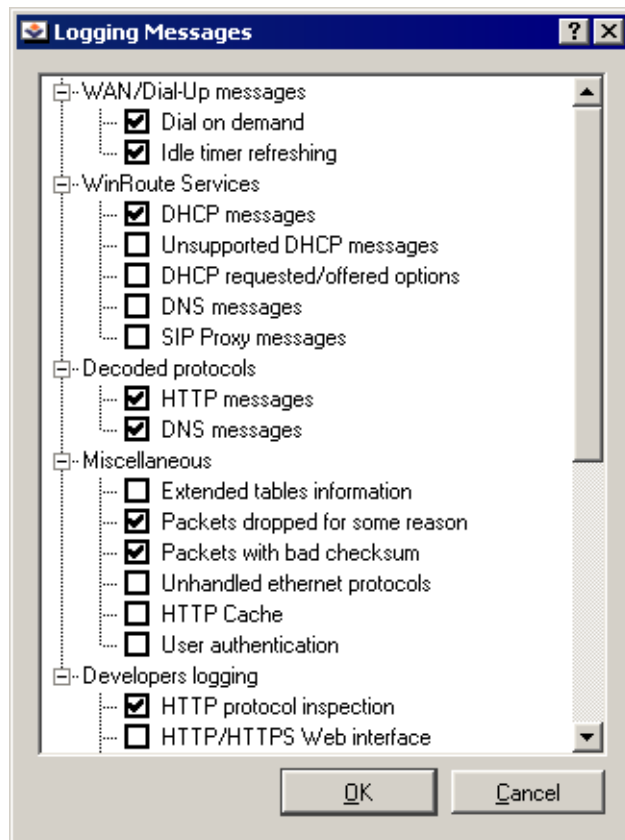 Logging Messages
WAN/Dial-Up messages
Dial on demand
Idle timer refreshing
WinRoute Services
DHCP messages
Unsupported DHCP messages
DHCP requested/offered options
DNS messages
SIP Proxy messages
Decoded protocols
HTTP messages
DNS messages
Miscellaneous
Extended tables information
Packets dropped for some reason
Packets with bad checksum
Unhandled ethernet protocols
HTTP Cache
User authentication
Developers logging
HTTP protocol inspection
HTTP/HTTPS Web interface
OK Cancel